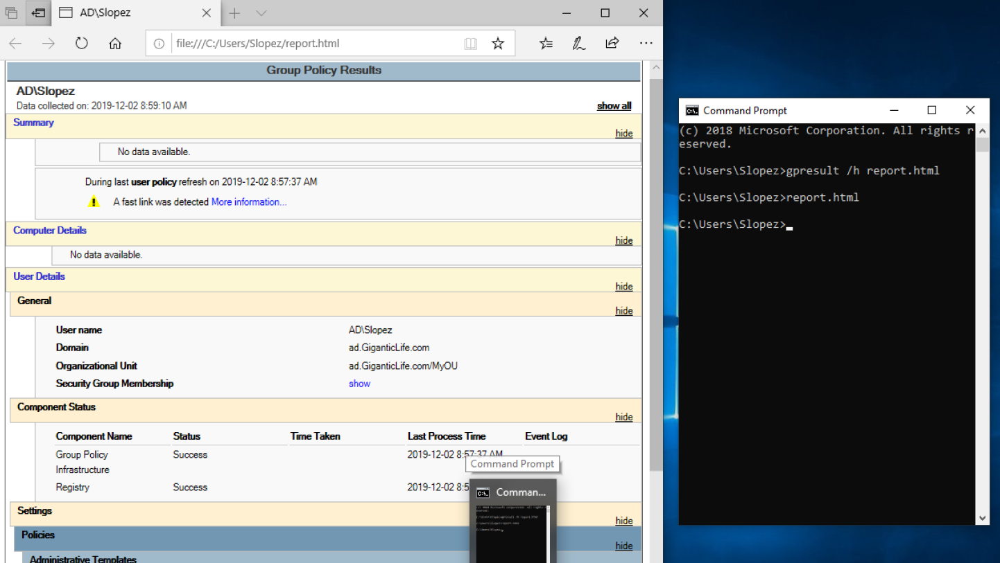 AD\Slopez
file:///C:/Users/Slopez/report.html
Group Policy Results
AD\Slopez
Data collected on: 2019-12-02 8:59:10 AM
show all
Summary
hide
No data available.
During last user policy refresh on 2019-12-02 8:57:37 AM
A fast link was detected More information...
Computer Details
hide
No data available.
User Details
hide
General
hide
User name AD\Slopez
Domain ad.GiganticLife.com
Organizational Unit ad.GiganticLife.com/MyOU
Security Group Membership show
Component Status
hide
Component Name Status Time Taken Last Process Time Event Log
Group Policy Success 2019-12-02 8:57:37 AM
Infrastructure
Registry Success 2019-12-02 8:5
Command Prompt
Comman...
Settings
hide
Policies
hide
Administrative Templates
Command Prompt
(c) 2018 Microsoft Corporation. All rights r
eserved.
C:\Users\Slopez>gpresult /h report.html
C:\Users\Slopez>report.html
C:\Users\Slopez>